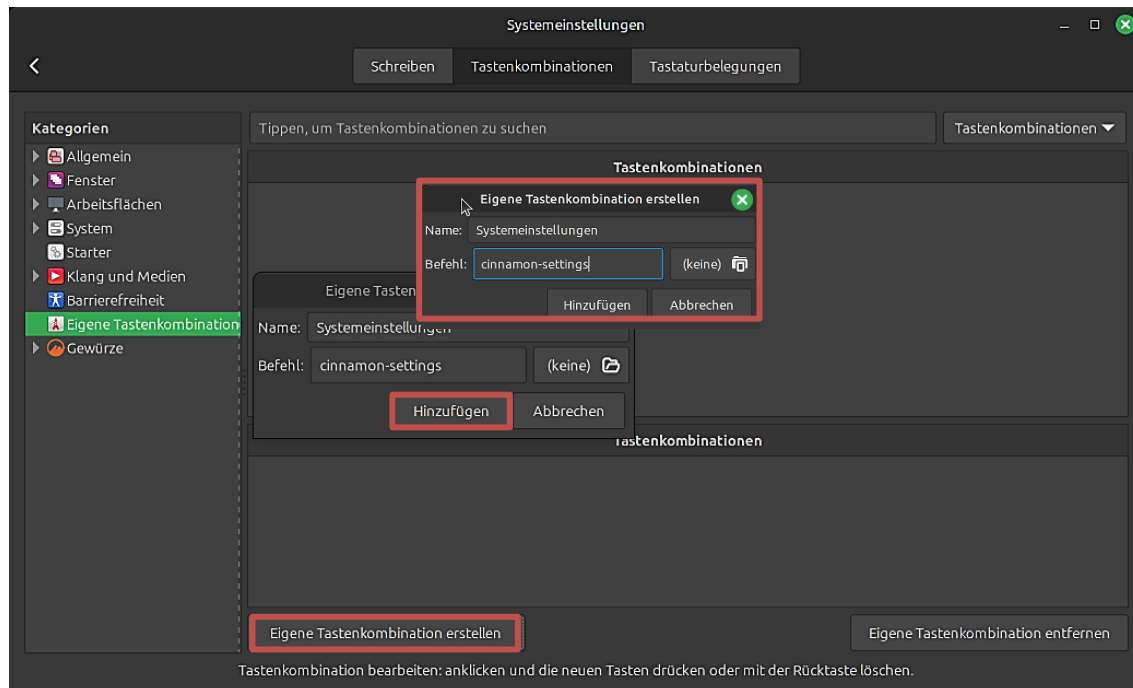 Systemeinstellungen
Schreiben
Tastenkombinationen
Tastaturbelegungen
Kategorien
Allgemein
Fenster
Arbeitsflächen
System
Starter
Klang und Medien
Barrierefreiheit
Eigene Tastenkombination
Gewürze
Tippen, um Tastenkombinationen zu suchen
Tastenkombinationen
Tastenkombinationen
Eigene Tastenkombination erstellen
Name: Systemeinstellungen
Befehl: cinnamon-settings (keine)
Hinzufügen Abbrechen
Eigene Tasten
Name: Systemeinstellungen
Befehl: cinnamon-settings (keine)
Hinzufügen Abbrechen
Tastenkombinationen
Eigene Tastenkombination erstellen
Eigene Tastenkombination entfernen
Tastenkombination bearbeiten: anklicken und die neuen Tasten drücken oder mit der Rücktaste löschen.